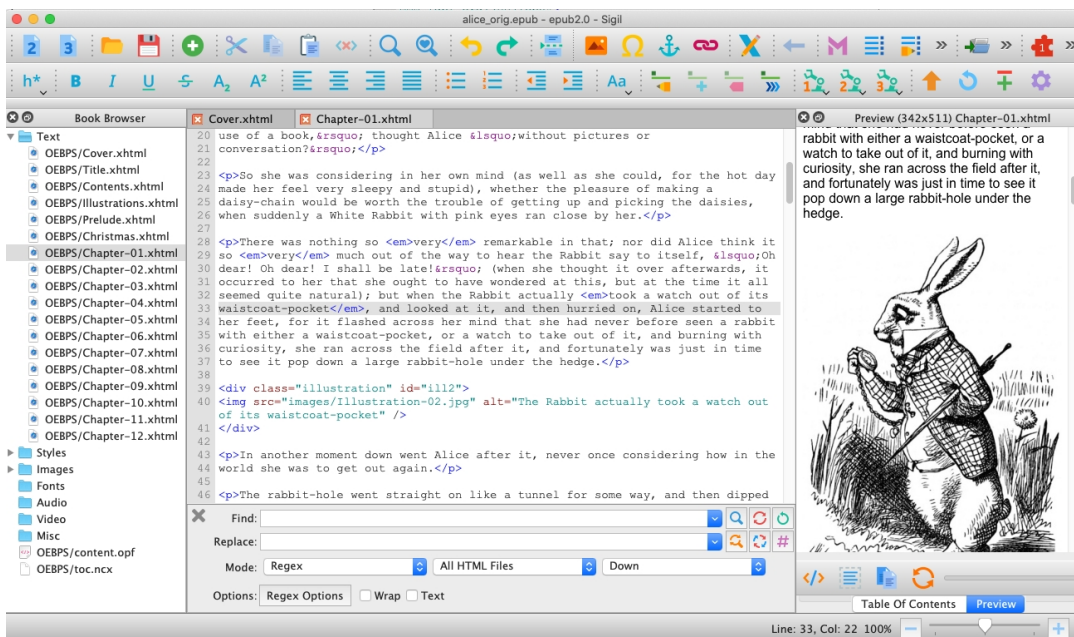 alice_orig.epub - epub2.0 - Sigil
2 3
h* B I U S A₂ A² Aa 1 2 3
Book Browser
Text
OEBPS/Cover.xhtml
OEBPS/Title.xhtml
OEBPS/Contents.xhtml
OEBPS/Illustrations.xhtml
OEBPS/Prelude.xhtml
OEBPS/Christmas.xhtml
OEBPS/Chapter-01.xhtml
OEBPS/Chapter-02.xhtml
OEBPS/Chapter-03.xhtml
OEBPS/Chapter-04.xhtml
OEBPS/Chapter-05.xhtml
OEBPS/Chapter-06.xhtml
OEBPS/Chapter-07.xhtml
OEBPS/Chapter-08.xhtml
OEBPS/Chapter-09.xhtml
OEBPS/Chapter-10.xhtml
OEBPS/Chapter-11.xhtml
OEBPS/Chapter-12.xhtml
Styles
Images
Fonts
Audio
Video
Misc
OEBPS/content.opf
OEBPS/toc.ncx
Cover.xhtml Chapter-01.xhtml
20 use of a book,&rsquo; thought Alice &lsquo;without pictures or
21 conversation?&rsquo;</p>
22
23 <p>So she was considering in her own mind (as well as she could, for the hot day
24 made her feel very sleepy and stupid), whether the pleasure of making a
25 daisy-chain would be worth the trouble of getting up and picking the daisies,
26 when suddenly a White Rabbit with pink eyes ran close by her.</p>
27
28 <p>There was nothing so <em>very</em> remarkable in that; nor did Alice think it
29 so <em>very</em> much out of the way to hear the Rabbit say to itself, &lsquo;Oh
30 dear! Oh dear! I shall be late!&rsquo; (when she thought it over afterwards, it
31 occurred to her that she ought to have wondered at this, but at the time it all
32 seemed quite natural); but when the Rabbit actually <em>took a watch out of its
33 waistcoat-pocket</em>, and looked at it, and then hurried on, Alice started to
34 her feet, for it flashed across her mind that she had never before seen a rabbit
35 with either a waistcoat-pocket, or a watch to take out of it, and burning with
36 curiosity, she ran across the field after it, and fortunately was just in time
37 to see it pop down a large rabbit-hole under the hedge.</p>
38
39 <div class="illustration" id="ill2">
40 <img src="images/Illustration-02.jpg" alt="The Rabbit actually took a watch out
of its waistcoat-pocket" />
41 </div>
42
43 <p>In another moment down went Alice after it, never once considering how in the
44 world she was to get out again.</p>
45
46 <p>The rabbit-hole went straight on like a tunnel for some way, and then dipped
Find:
Replace:
Mode: Regex All HTML Files Down
Options: Regex Options Wrap Text
Preview (342x511) Chapter-01.xhtml
mind that she had never before seen a
rabbit with either a waistcoat-pocket, or a
watch to take out of it, and burning with
curiosity, she ran across the field after it,
and fortunately was just in time to see it
pop down a large rabbit-hole under the
hedge.
Table Of Contents Preview
Line: 33, Col: 22 100%